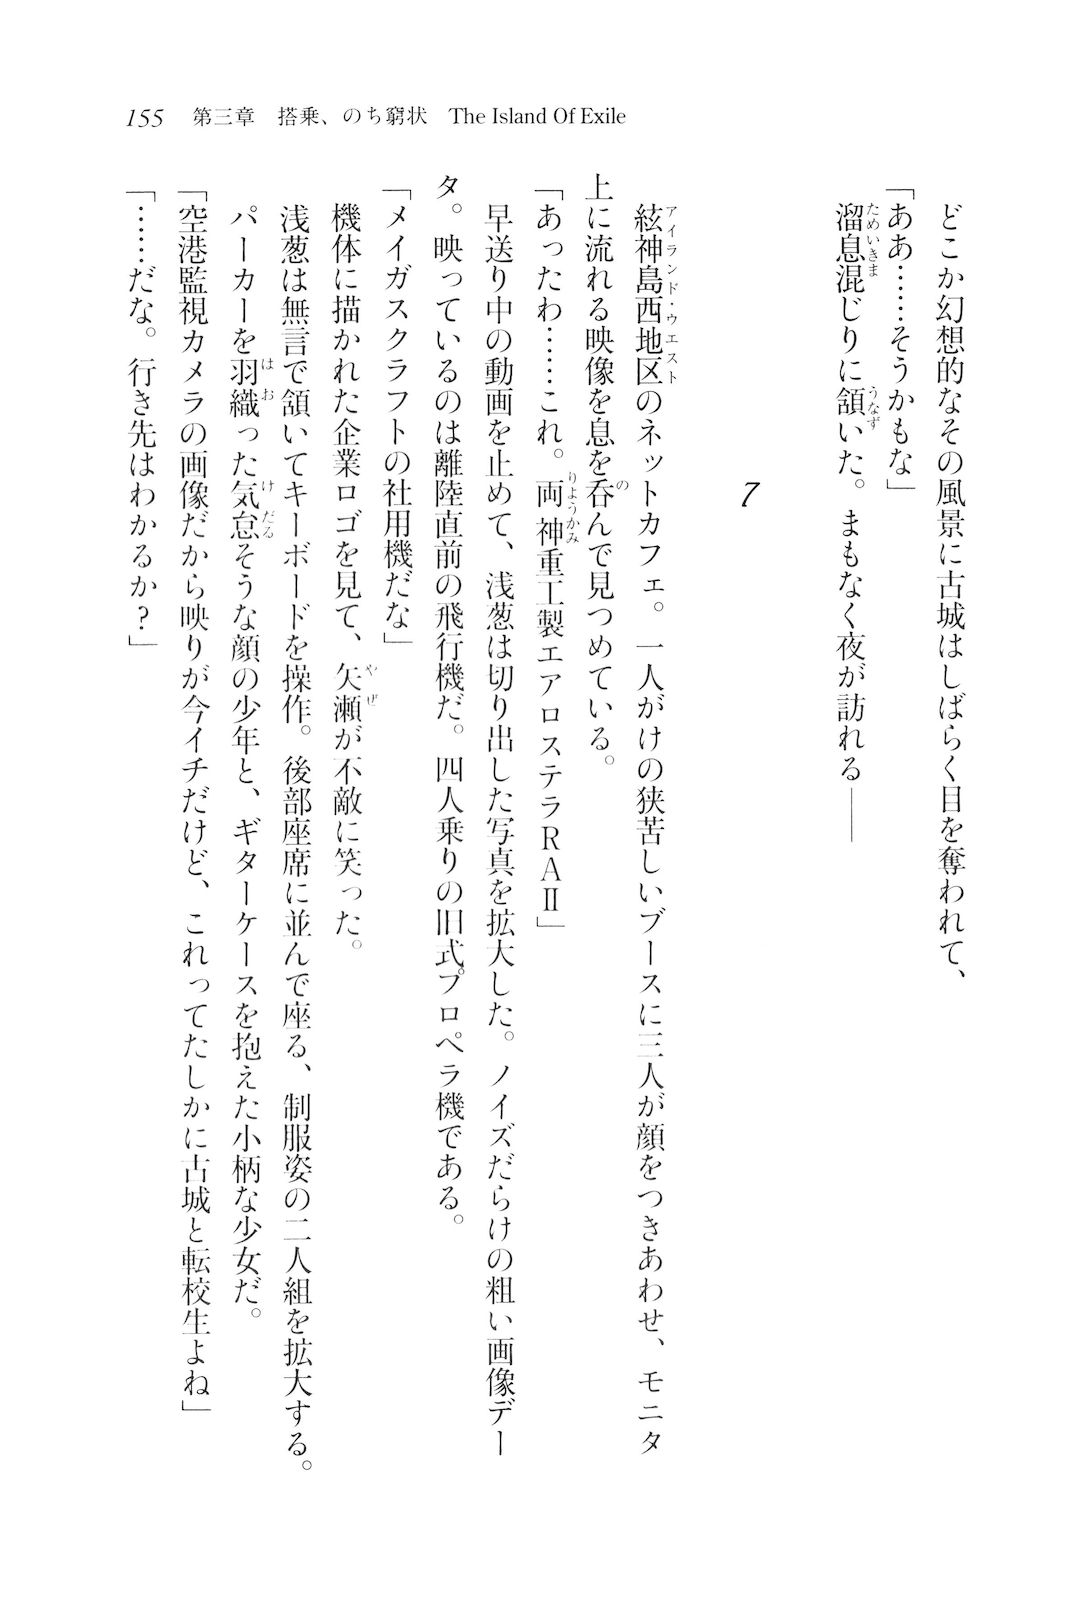 155 第三章 搭乗、のち窮状 The Island Of Exile
どこか幻想的なその風景に古城はしばらく目を奪われて、
「ああ……そうかもな」
溜息混じりに頷いた。まもなく夜が訪れる――
7
絃神島西地区のネットカフェ。一人がけの狭苦しいブースに三人が顔をつきあわせ、モニタ
上に流れる映像を息を呑んで見つめている。
「あったわ……これ。両神重工製エアロステラＲＡⅡ」
早送り中の動画を止めて、浅葱は切り出した写真を拡大した。ノイズだらけの粗い画像デー
タ。映っているのは離陸直前の飛行機だ。四人乗りの旧式プロペラ機である。
「メイガスクラフトの社用機だな」
機体に描かれた企業ロゴを見て、矢瀬が不敵に笑った。
浅葱は無言で頷いてキーボードを操作。後部座席に並んで座る、制服姿の二人組を拡大する。
パーカーを羽織った気怠そうな顔の少年と、ギターケースを抱えた小柄な少女だ。
「空港監視カメラの画像だから映りが今イチだけど、これってたしかに古城と転校生よね」
「……だな。行き先はわかるか？」